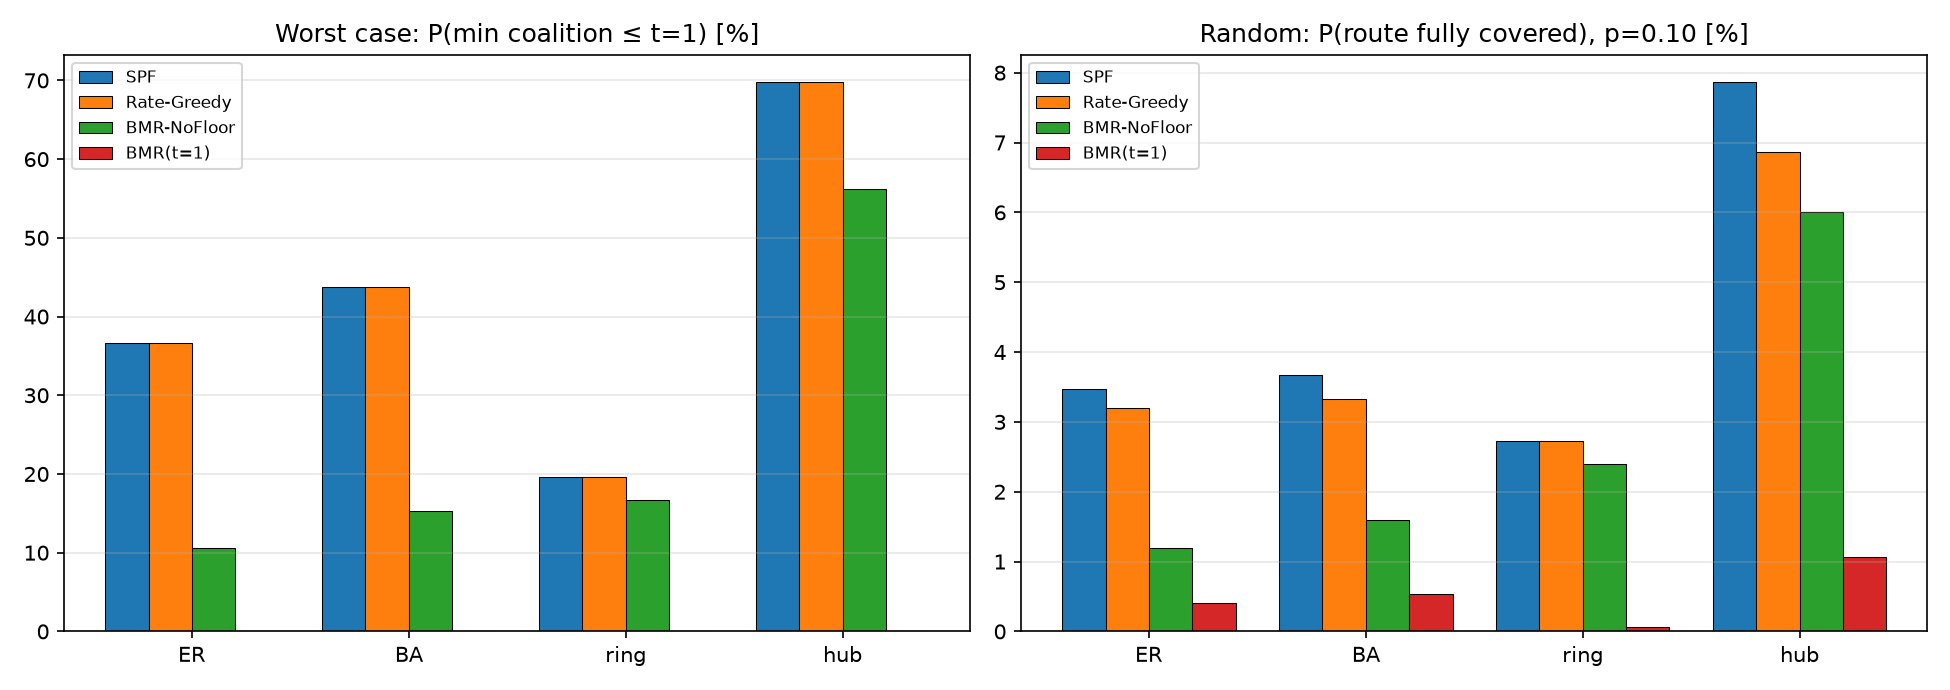 Worst case: P(min coalition ≤ t=1) [%]
SPF
Rate-Greedy
BMR-NoFloor
BMR(t=1)
70
60
50
40
30
20
10
0
ER
BA
ring
hub
Random: P(route fully covered), p=0.10 [%]
SPF
Rate-Greedy
BMR-NoFloor
BMR(t=1)
8
7
6
5
4
3
2
1
0
ER
BA
ring
hub